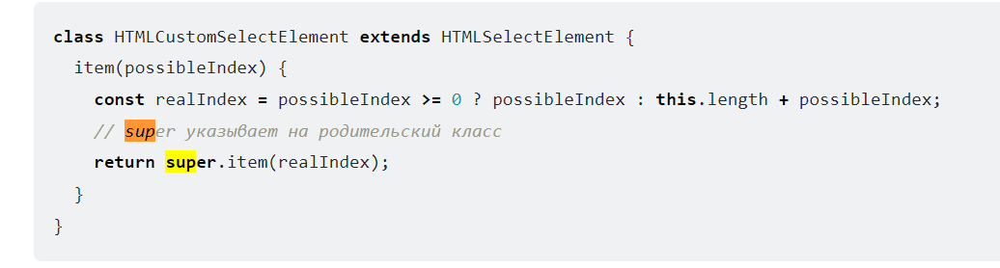 class HTMLCustomSelectElement extends HTMLSelectElement {
  item(possibleIndex) {
    const realIndex = possibleIndex >= 0 ? possibleIndex : this.length + possibleIndex;
    // super указывает на родительский класс
    return super.item(realIndex);
  }
}